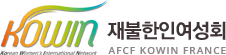 KOWIN
Korean Women's International Network
재불한인여성회
AFCF KOWIN FRANCE